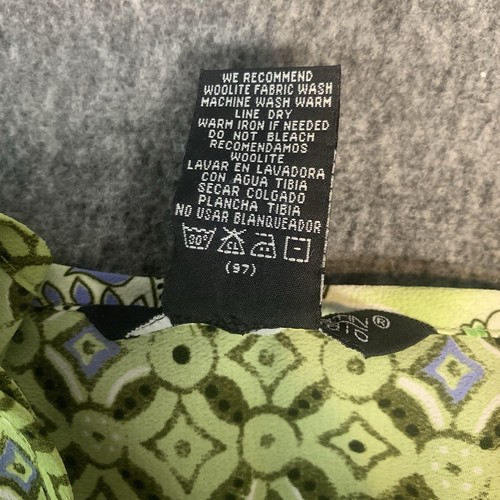 WE RECOMMEND
WOOLITE FABRIC WASH
MACHINE WASH WARM
LINE DRY
WARM IRON IF NEEDED
DO NOT BLEACH
RECOMENDAMOS
WOOLITE
LAVAR EN LAVADORA
CON AGUA TIBIA
SECAR COLGADO
PLANCHA TIBIA
NO USAR BLANQUEADOR
30° CL
(97)
®